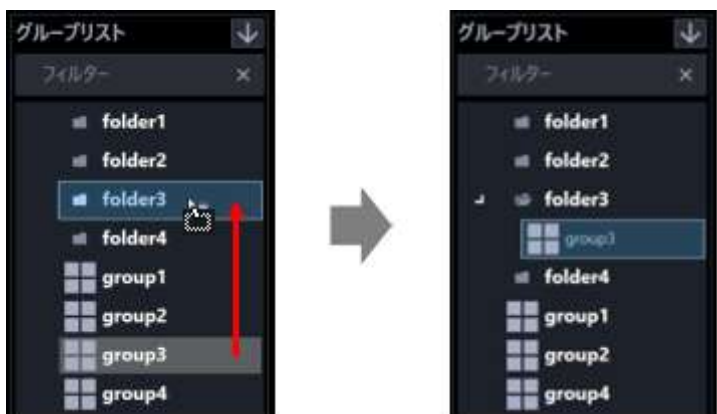 グループリスト
フィルター
folder1
folder2
folder3
folder4
group1
group2
group3
group4
グループリスト
フィルター
folder1
folder2
folder3
group3
folder4
group1
group2
group4